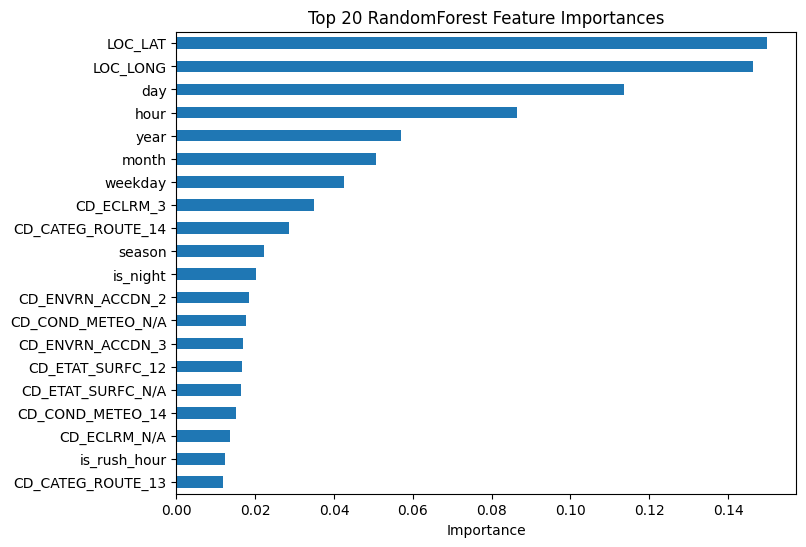 Top 20 RandomForest Feature Importances
LOC_LAT
LOC_LONG
day
hour
year
month
weekday
CD_ECLRM_3
CD_CATEG_ROUTE_14
season
is_night
CD_ENVRN_ACCDN_2
CD_COND_METEO_N/A
CD_ENVRN_ACCDN_3
CD_ETAT_SURFC_12
CD_ETAT_SURFC_N/A
CD_COND_METEO_14
CD_ECLRM_N/A
is_rush_hour
CD_CATEG_ROUTE_13
0.00 0.02 0.04 0.06 0.08 0.10 0.12 0.14
Importance